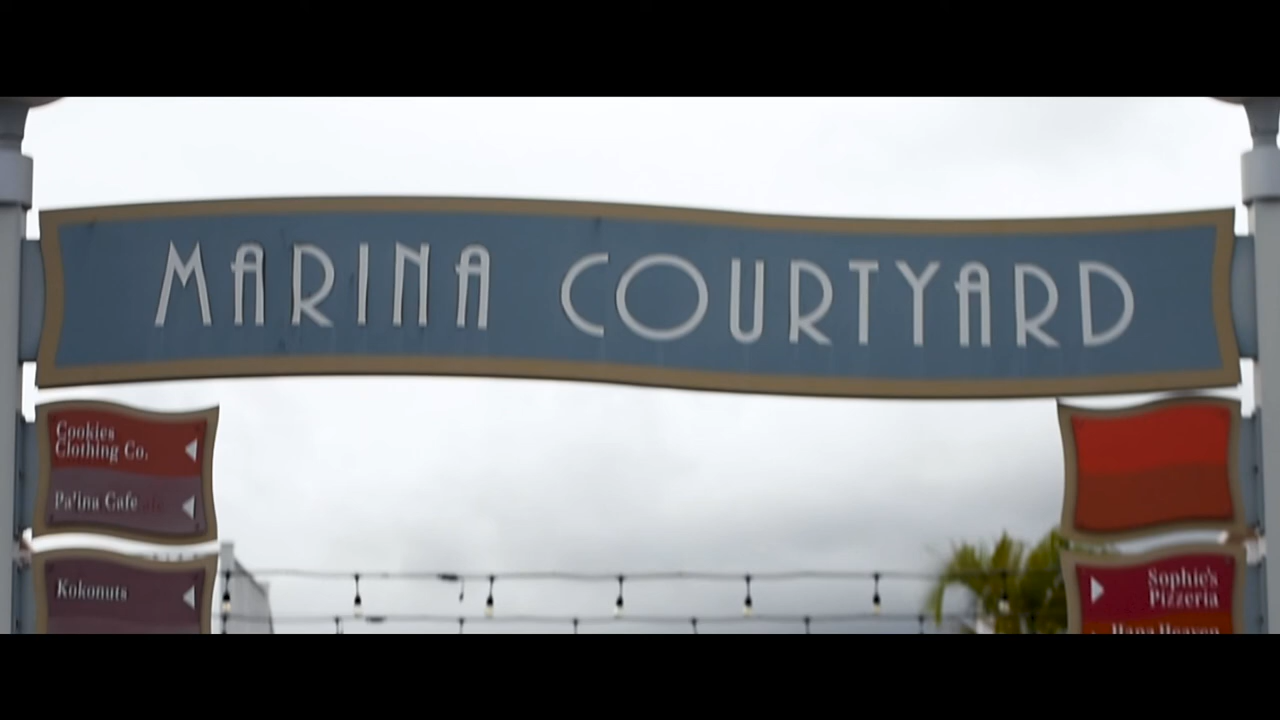 MARINA COURTYARD
Cookies
Clothing Co.
Pa'ina Cafe
Kokonuts
Sophie's
Pizzeria